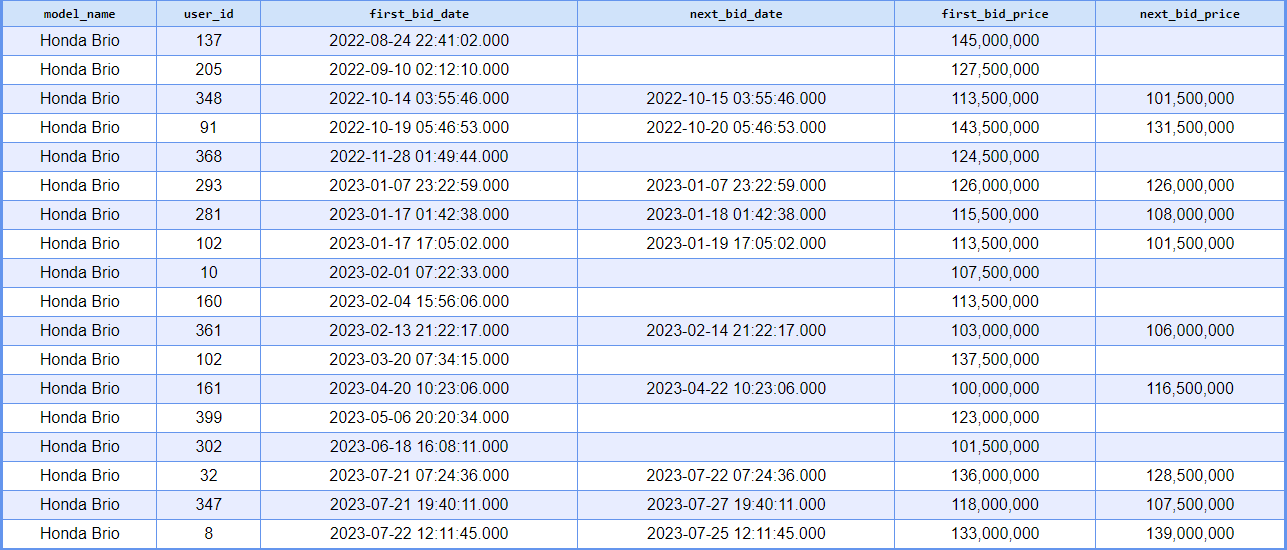 model_name user_id first_bid_date next_bid_date first_bid_price next_bid_price
Honda Brio 137 2022-08-24 22:41:02.000 145,000,000
Honda Brio 205 2022-09-10 02:12:10.000 127,500,000
Honda Brio 348 2022-10-14 03:55:46.000 2022-10-15 03:55:46.000 113,500,000 101,500,000
Honda Brio 91 2022-10-19 05:46:53.000 2022-10-20 05:46:53.000 143,500,000 131,500,000
Honda Brio 368 2022-11-28 01:49:44.000 124,500,000
Honda Brio 293 2023-01-07 23:22:59.000 2023-01-07 23:22:59.000 126,000,000 126,000,000
Honda Brio 281 2023-01-17 01:42:38.000 2023-01-18 01:42:38.000 115,500,000 108,000,000
Honda Brio 102 2023-01-17 17:05:02.000 2023-01-19 17:05:02.000 113,500,000 101,500,000
Honda Brio 10 2023-02-01 07:22:33.000 107,500,000
Honda Brio 160 2023-02-04 15:56:06.000 113,500,000
Honda Brio 361 2023-02-13 21:22:17.000 2023-02-14 21:22:17.000 103,000,000 106,000,000
Honda Brio 102 2023-03-20 07:34:15.000 137,500,000
Honda Brio 161 2023-04-20 10:23:06.000 2023-04-22 10:23:06.000 100,000,000 116,500,000
Honda Brio 399 2023-05-06 20:20:34.000 123,000,000
Honda Brio 302 2023-06-18 16:08:11.000 101,500,000
Honda Brio 32 2023-07-21 07:24:36.000 2023-07-22 07:24:36.000 136,000,000 128,500,000
Honda Brio 347 2023-07-21 19:40:11.000 2023-07-27 19:40:11.000 118,000,000 107,500,000
Honda Brio 8 2023-07-22 12:11:45.000 2023-07-25 12:11:45.000 133,000,000 139,000,000